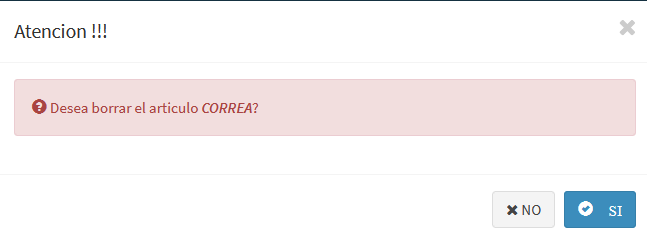 Atencion !!!
Desea borrar el articulo CORREA?
NO
SI